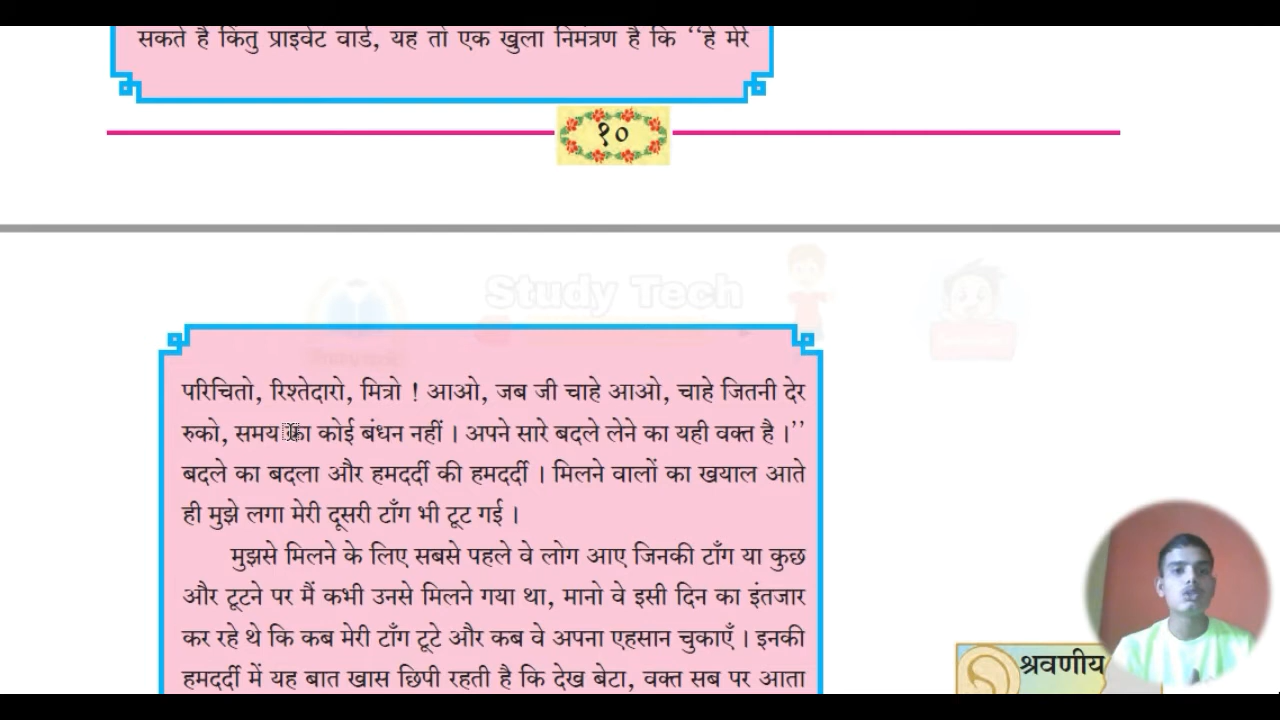 सकते है किंतु प्राइवेट वार्ड, यह तो एक खुला निमंत्रण है कि ‘‘हे मेरे
१०
Study Tech
परिचितो, रिश्तेदारो, मित्रो ! आओ, जब जी चाहे आओ, चाहे जितनी देर
रुको, समय का कोई बंधन नहीं । अपने सारे बदले लेने का यही वक्त है ।’’
बदले का बदला और हमदर्दी की हमदर्दी । मिलने वालों का खयाल आते
ही मुझे लगा मेरी दूसरी टाँग भी टूट गई ।
मुझसे मिलने के लिए सबसे पहले वे लोग आए जिनकी टाँग या कुछ
और टूटने पर मैं कभी उनसे मिलने गया था, मानो वे इसी दिन का इंतजार
कर रहे थे कि कब मेरी टाँग टूटे और कब वे अपना एहसान चुकाएँ । इनकी
हमदर्दी में यह बात खास छिपी रहती है कि देख बेटा, वक्त सब पर आता
श्रवणीय